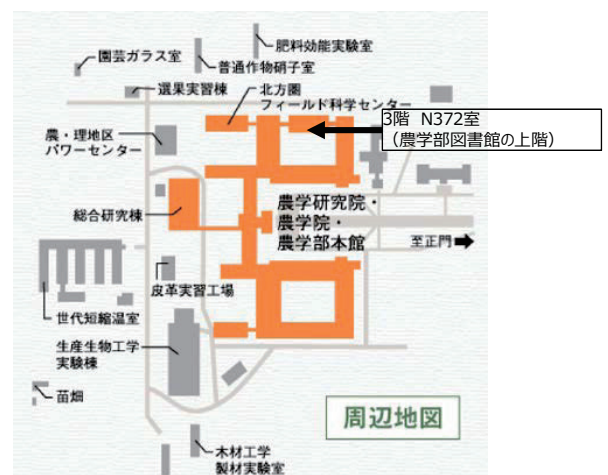 肥料効能実験室
園芸ガラス室
普通作物硝子室
選果実習棟
北方圏
フィールド科学センター
3階 N372室
（農学部図書館の上階）
農・理地区
パワーセンター
農学研究院・
農学院・
農学部本館
総合研究棟
至正門
皮革実習工場
世代短縮温室
生産生物工学
実験棟
苗畑
周辺地図
木材工学
製材実験室